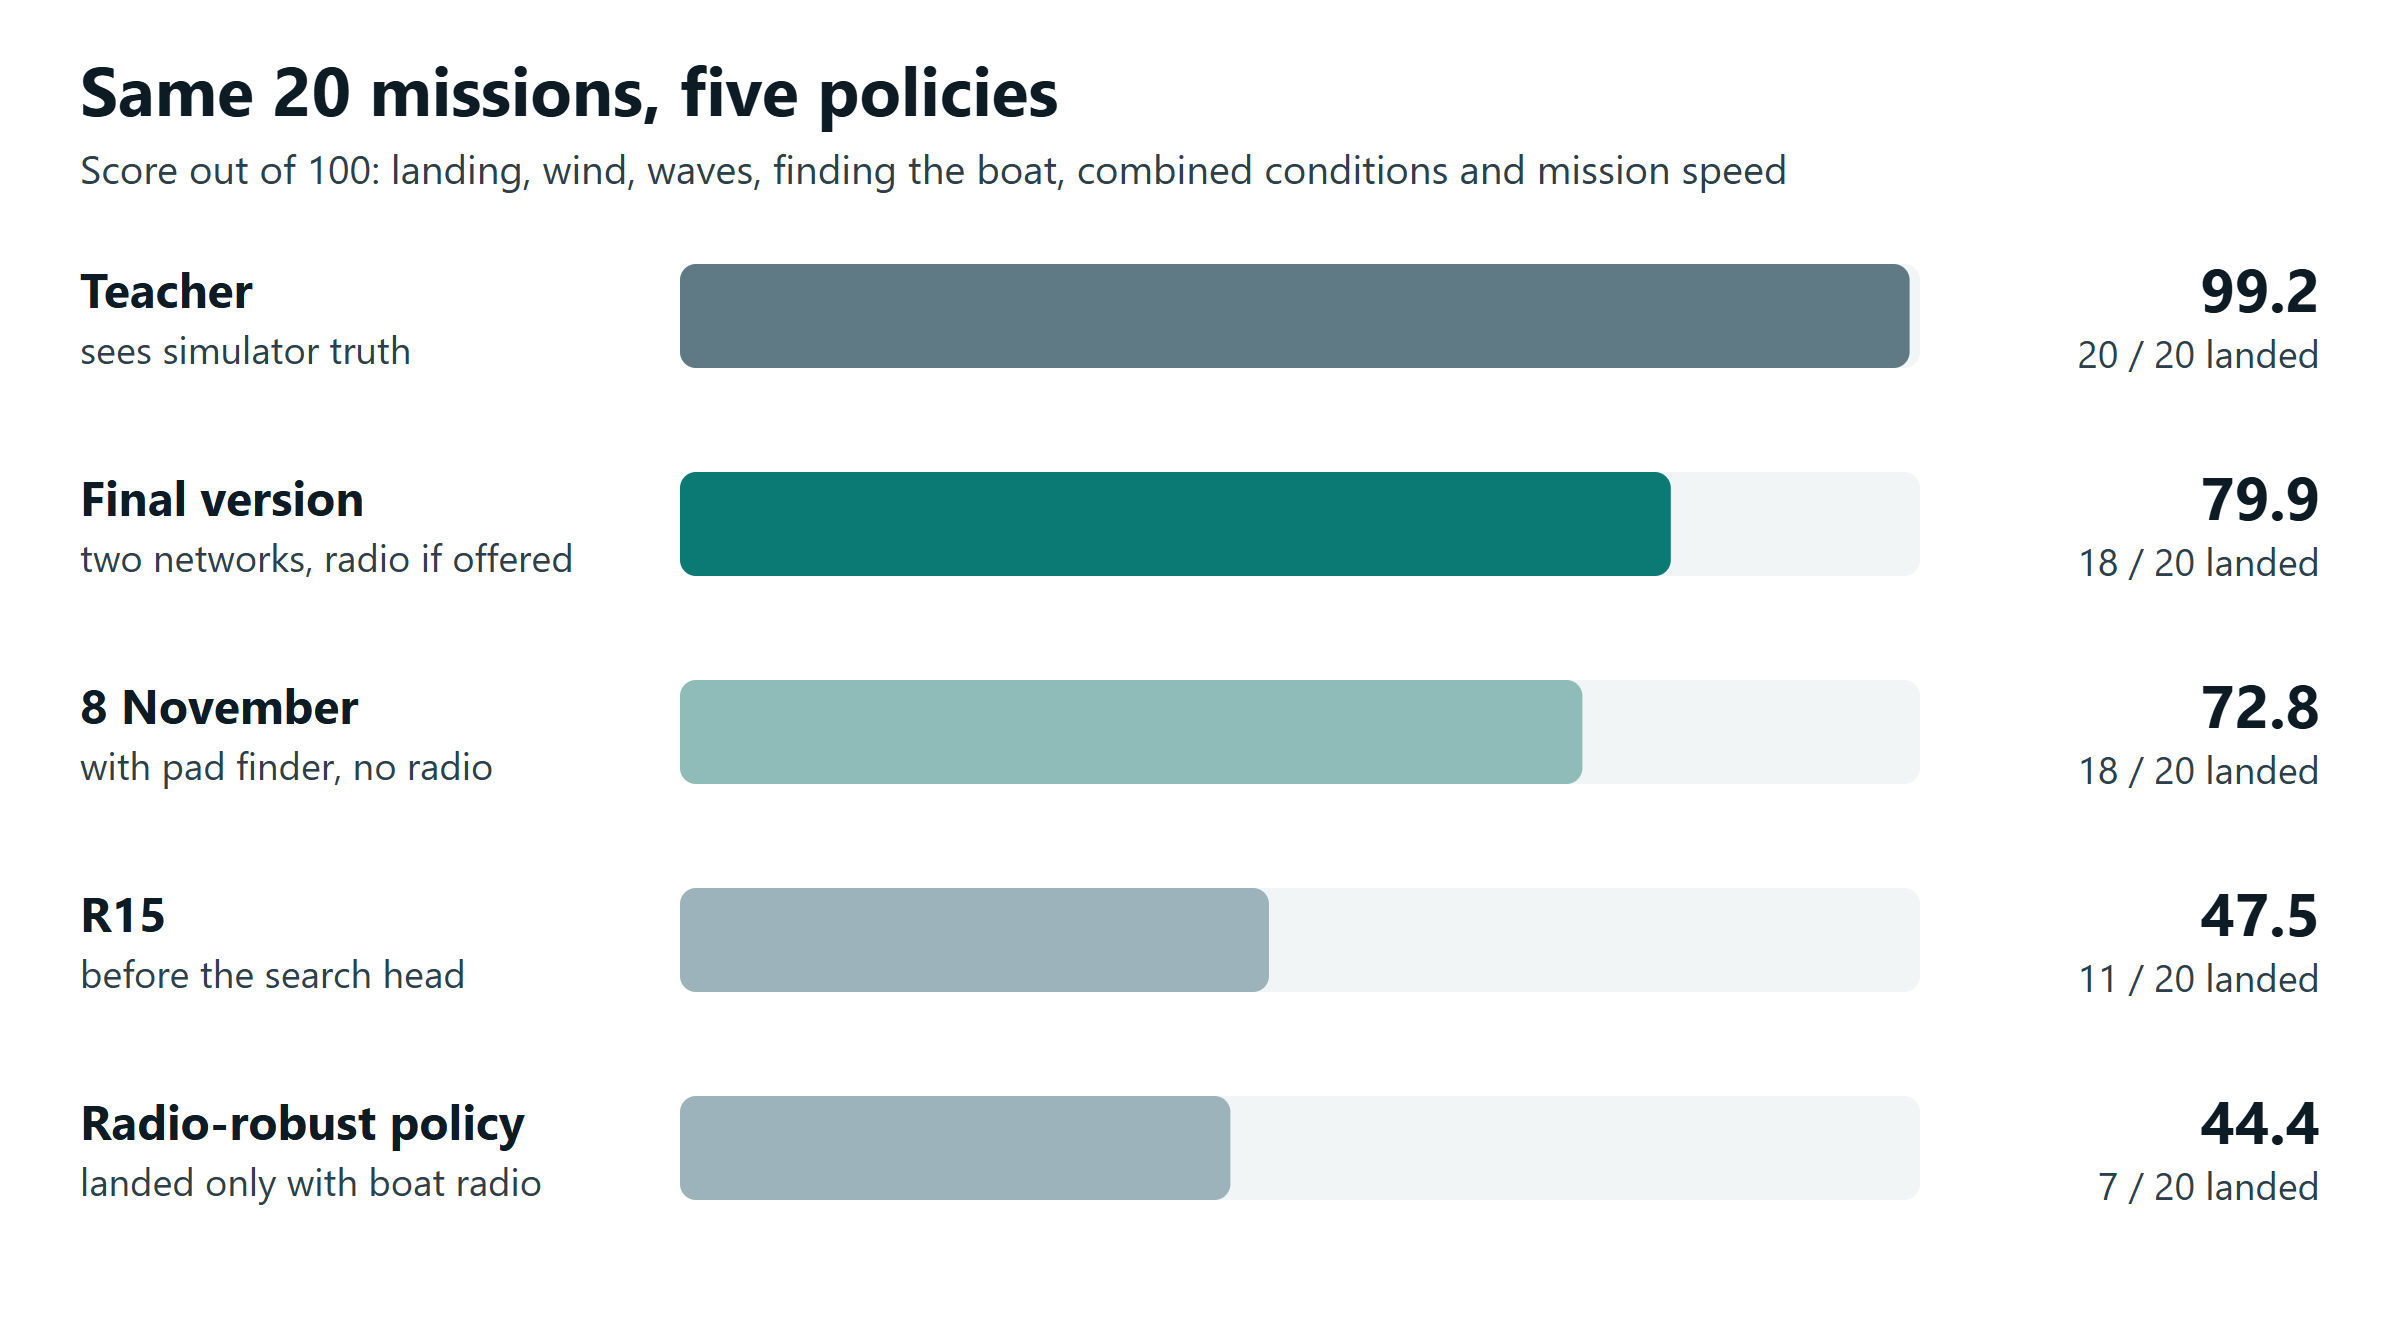 Same 20 missions, five policies
Score out of 100: landing, wind, waves, finding the boat, combined conditions and mission speed
Teacher
sees simulator truth
99.2
20 / 20 landed
Final version
two networks, radio if offered
79.9
18 / 20 landed
8 November
with pad finder, no radio
72.8
18 / 20 landed
R15
before the search head
47.5
11 / 20 landed
Radio-robust policy
landed only with boat radio
44.4
7 / 20 landed